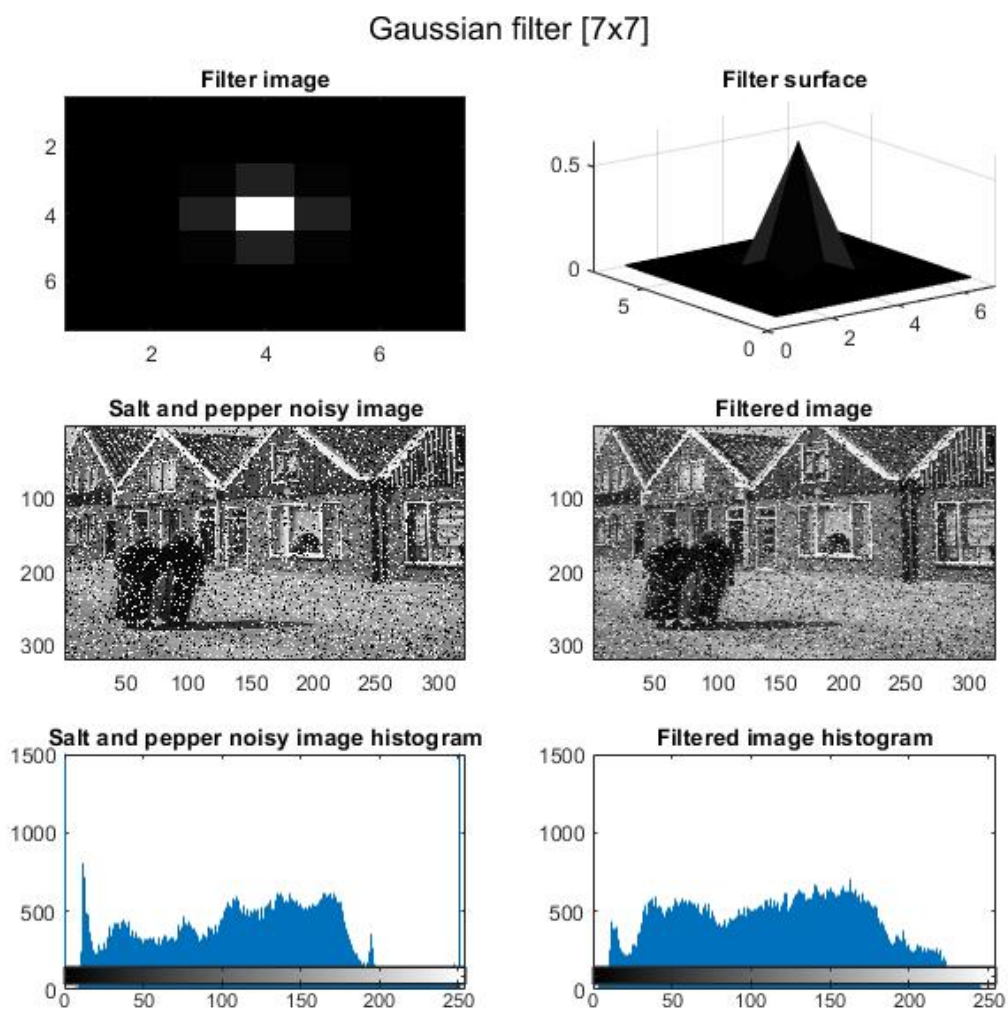 Gaussian filter [7x7]
Filter image
2
4
6
2 4 6
Filter surface
0.5
0
5
0 0 2 4 6
Salt and pepper noisy image
100
200
300
50 100 150 200 250 300
Filtered image
100
200
300
50 100 150 200 250 300
Salt and pepper noisy image histogram
1500
1000
500
0
0 50 100 150 200 250
Filtered image histogram
1500
1000
500
0
0 50 100 150 200 250